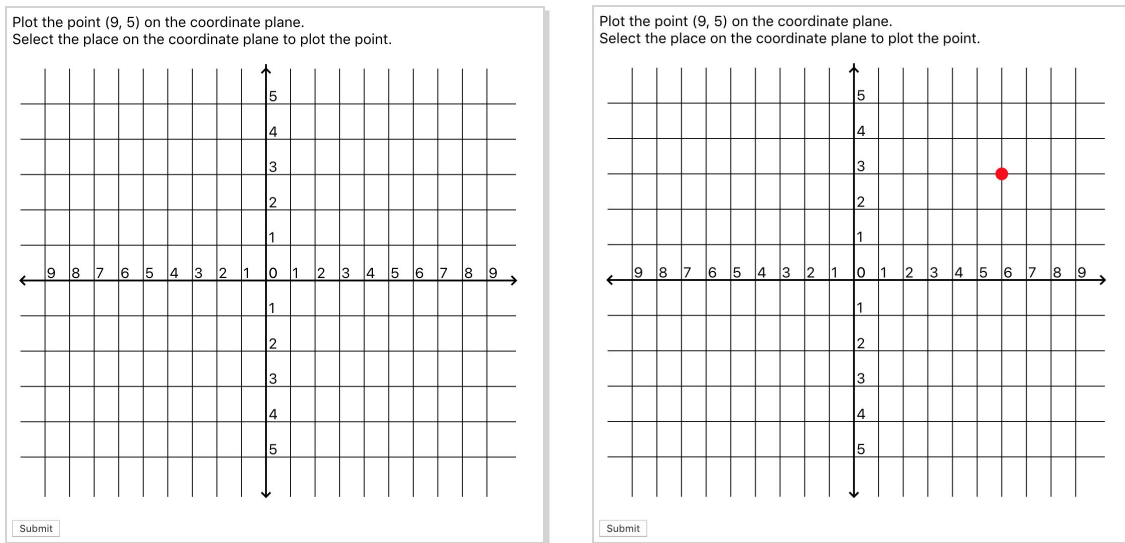 Plot the point (9, 5) on the coordinate plane.
Select the place on the coordinate plane to plot the point.
5
4
3
2
1
9 8 7 6 5 4 3 2 1 0 1 2 3 4 5 6 7 8 9
1
2
3
4
5
Submit
Plot the point (9, 5) on the coordinate plane.
Select the place on the coordinate plane to plot the point.
5
4
3
2
1
9 8 7 6 5 4 3 2 1 0 1 2 3 4 5 6 7 8 9
1
2
3
4
5
Submit